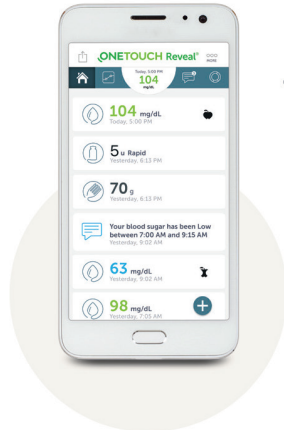 ONETOUCH Reveal®
MORE
Today, 5:00 PM
104
mg/dL
104 mg/dL
Today, 5:00 PM
5 u Rapid
Yesterday, 6:13 PM
70 g
Yesterday, 6:13 PM
Your blood sugar has been Low
between 7:00 AM and 9:15 AM
Yesterday, 9:02 AM
63 mg/dL
Yesterday, 9:02 AM
98 mg/dL
Yesterday, 7:05 AM